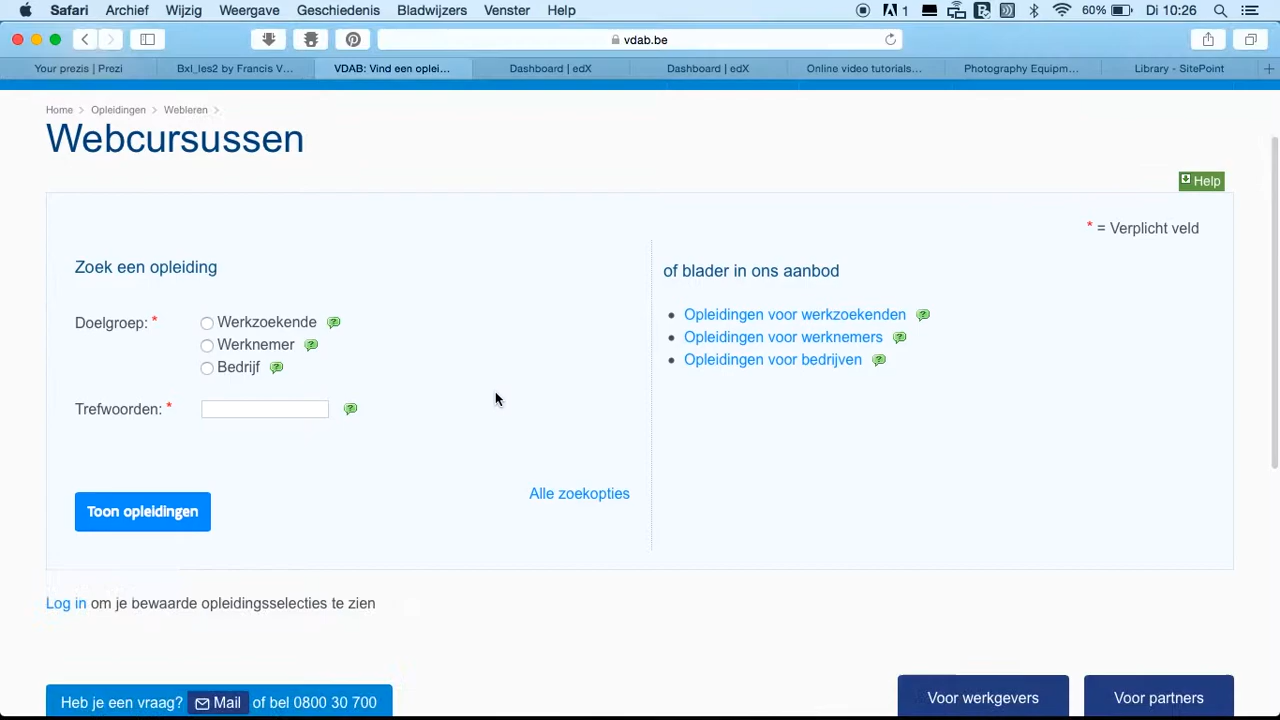 Safari Archief Wijzig Weergave Geschiedenis Bladwijzers Venster Help 1 60% Di 10:26
vdab.be
Your prezis | Prezi Bxl_les2 by Francis V... VDAB: Vind een oplei... Dashboard | edX Dashboard | edX Online video tutorials... Photography Equipm... Library - SitePoint
Home > Opleidingen > Webleren >
Webcursussen
Help
* = Verplicht veld
Zoek een opleiding
Doelgroep: *
Werkzoekende
Werknemer
Bedrijf
Trefwoorden: *
Alle zoekopties
Toon opleidingen
of blader in ons aanbod
Opleidingen voor werkzoekenden
Opleidingen voor werknemers
Opleidingen voor bedrijven
Log in om je bewaarde opleidingsselecties te zien
Heb je een vraag? Mail of bel 0800 30 700
Voor werkgevers
Voor partners